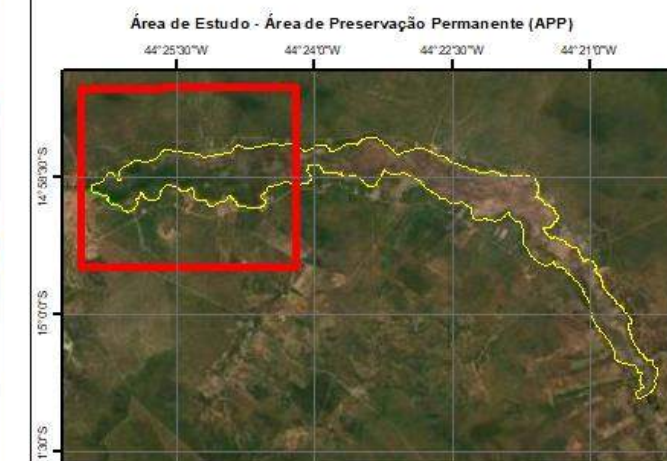 Área de Estudo - Área de Preservação Permanente (APP)
44°25'30"W 44°24'0"W 44°22'30"W 44°21'0"W
14°58'30"S
15°0'0"S
1'30"S